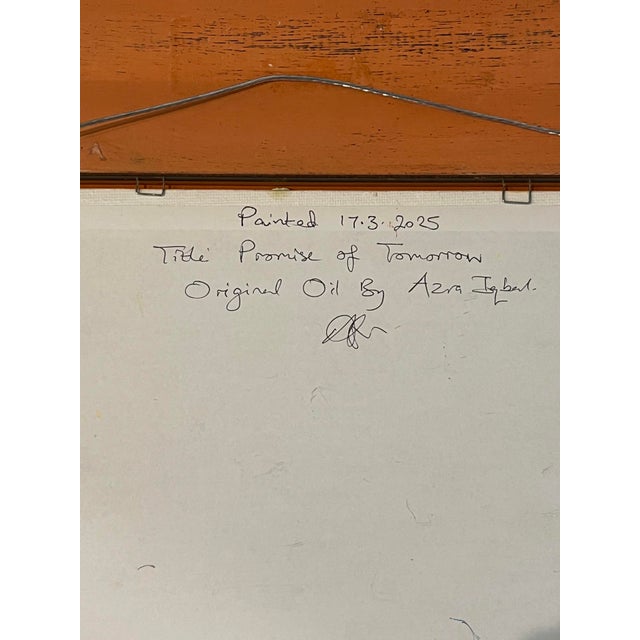 Painted 17.3.2025
Title Promise of Tomorrow
Original Oil By Azra Iqbal.